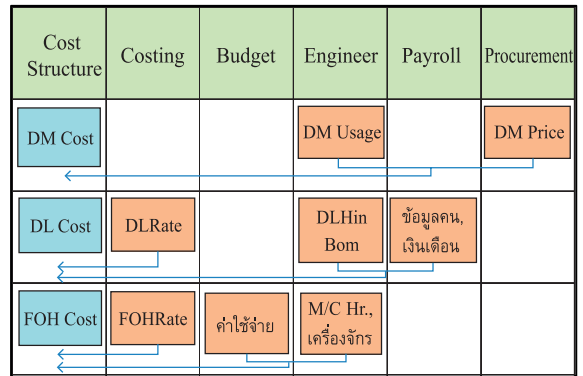 Cost Structure
Costing
Budget
Engineer
Payroll
Procurement
DM Cost
DM Usage
DM Price
DL Cost
DLRate
DLHin
Bom
ข้อมูลคน,
เงินเดือน
FOH Cost
FOHRate
ค่าใช้จ่าย
M/C Hr.,
เครื่องจักร